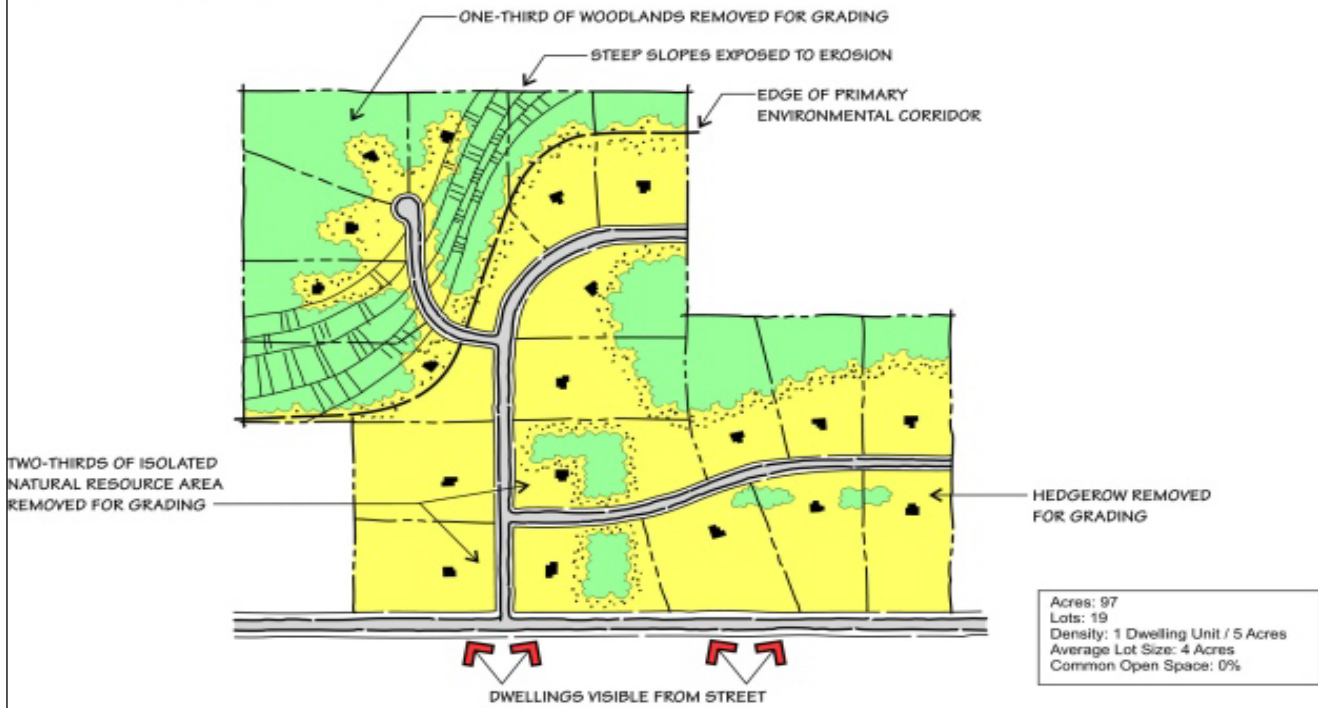 ONE-THIRD OF WOODLANDS REMOVED FOR GRADING
STEEP SLOPES EXPOSED TO EROSION
EDGE OF PRIMARY
ENVIRONMENTAL CORRIDOR
TWO-THIRDS OF ISOLATED
NATURAL RESOURCE AREA
REMOVED FOR GRADING
HEDGEROW REMOVED
FOR GRADING
Acres: 97
Lots: 19
Density: 1 Dwelling Unit / 5 Acres
Average Lot Size: 4 Acres
Common Open Space: 0%
DWELLINGS VISIBLE FROM STREET